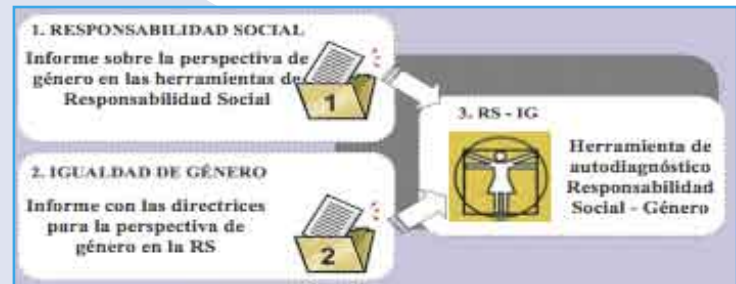 1. RESPONSABILIDAD SOCIAL
Informe sobre la perspectiva de
género en las herramientas de
Responsabilidad Social
1
2. IGUALDAD DE GÉNERO
Informe con las directrices
para la perspectiva de
género en la RS
2
3. RS - IG
Herramienta de
autodiagnóstico
Responsabilidad
Social - Género